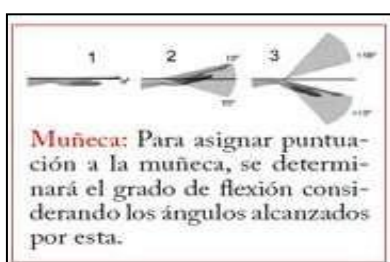 1 2 3
Muñeca: Para asignar puntua-
ción a la muñeca, se determi-
nará el grado de flexión consi-
derando los ángulos alcanzados
por esta.